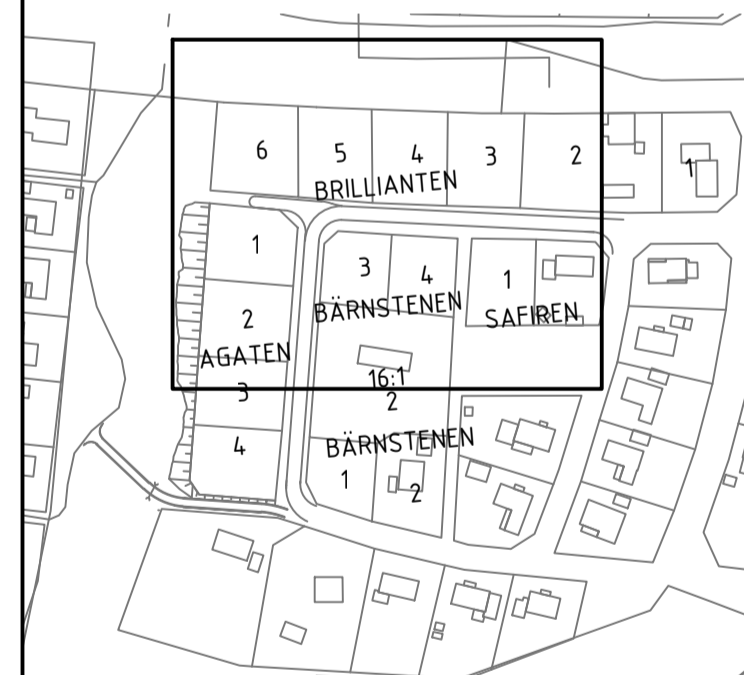 6 5 4 3 2 1
BRILLIANTEN
1
3 4 1
2 BÄRNSTENEN SAFIREN
AGATEN
16:1
3 2
4 BÄRNSTENEN
1 2